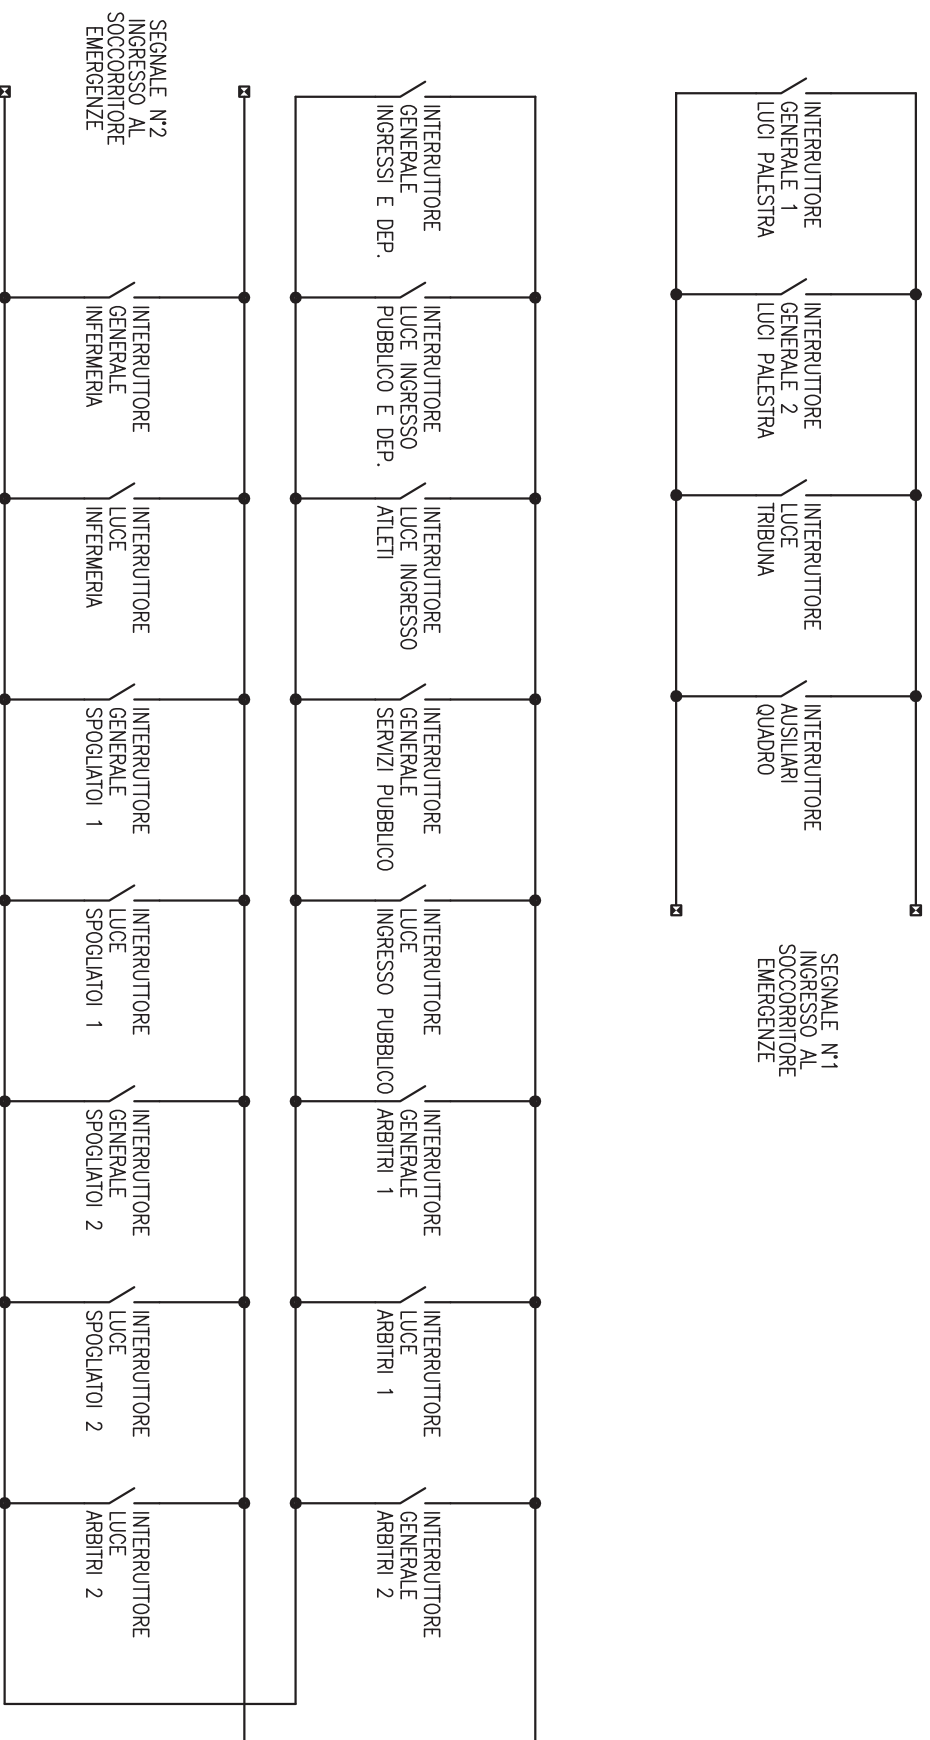 INTERRUTTORE
GENERALE 1
LUCI PALESTRA
INTERRUTTORE
GENERALE 2
LUCI PALESTRA
INTERRUTTORE
LUCE
TRIBUNA
INTERRUTTORE
AUSILIARI
QUADRO
SEGNALE N°1
INGRESSO AL
SOCCORRITORE
EMERGENZE
INTERRUTTORE
GENERALE
INGRESSI E DEP.
INTERRUTTORE
LUCE INGRESSO
PUBBLICO E DEP.
INTERRUTTORE
LUCE INGRESSO
ATLETI
INTERRUTTORE
GENERALE
SERVIZI PUBBLICO
INTERRUTTORE
LUCE
INGRESSO PUBBLICO
INTERRUTTORE
GENERALE
ARBITRI 1
INTERRUTTORE
LUCE
ARBITRI 1
INTERRUTTORE
GENERALE
ARBITRI 2
SEGNALE N°2
INGRESSO AL
SOCCORRITORE
EMERGENZE
INTERRUTTORE
GENERALE
INFERMERIA
INTERRUTTORE
LUCE
INFERMERIA
INTERRUTTORE
GENERALE
SPOGLIATOI 1
INTERRUTTORE
LUCE
SPOGLIATOI 1
INTERRUTTORE
GENERALE
SPOGLIATOI 2
INTERRUTTORE
LUCE
SPOGLIATOI 2
INTERRUTTORE
LUCE
ARBITRI 2